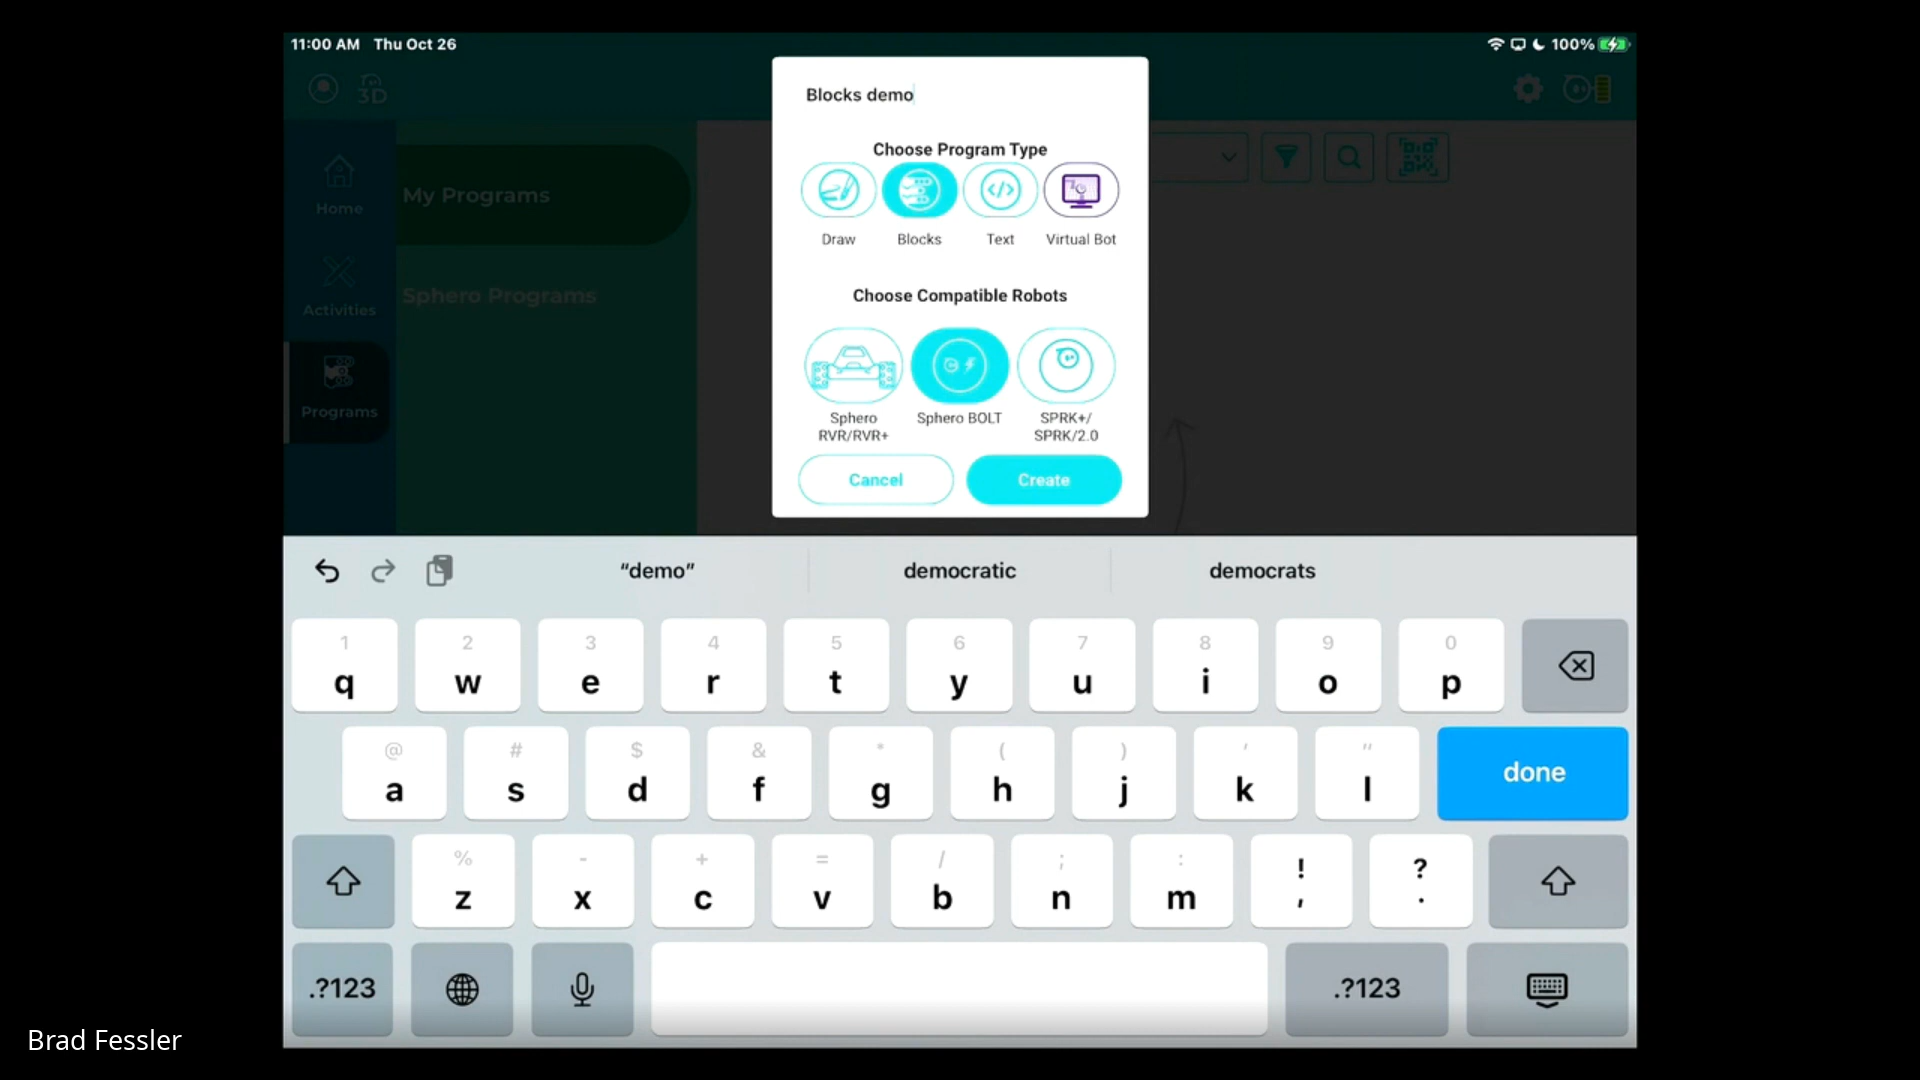 11:00 AM Thu Oct 26
100%
3D
Blocks demo
Choose Program Type
Draw Blocks Text Virtual Bot
Choose Compatible Robots
Sphero RVR/RVR+
Sphero BOLT
SPRK+/ SPRK/2.0
Cancel Create
Home
Activities
Programs
My Programs
Sphero Programs
“demo” democratic democrats
1 2 3 4 5 6 7 8 9 0
q w e r t y u i o p
@ # $ & * ( ) ' "
a s d f g h j k l done
% - + = / ; : ! ?
z x c v b n m , .
.?123 .?123
Brad Fessler